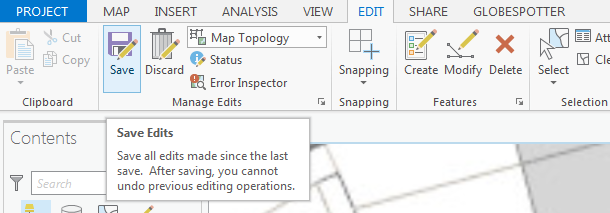 PROJECT MAP INSERT ANALYSIS VIEW EDIT SHARE GLOBESPOTTER
Paste
Cut
Copy
Clipboard
Save
Discard
Map Topology
Status
Error Inspector
Manage Edits
Snapping
Snapping
Create
Modify
Delete
Features
Select
Att
Cle
Selection
Contents
Search
Save Edits
Save all edits made since the last
save. After saving, you cannot
undo previous editing operations.